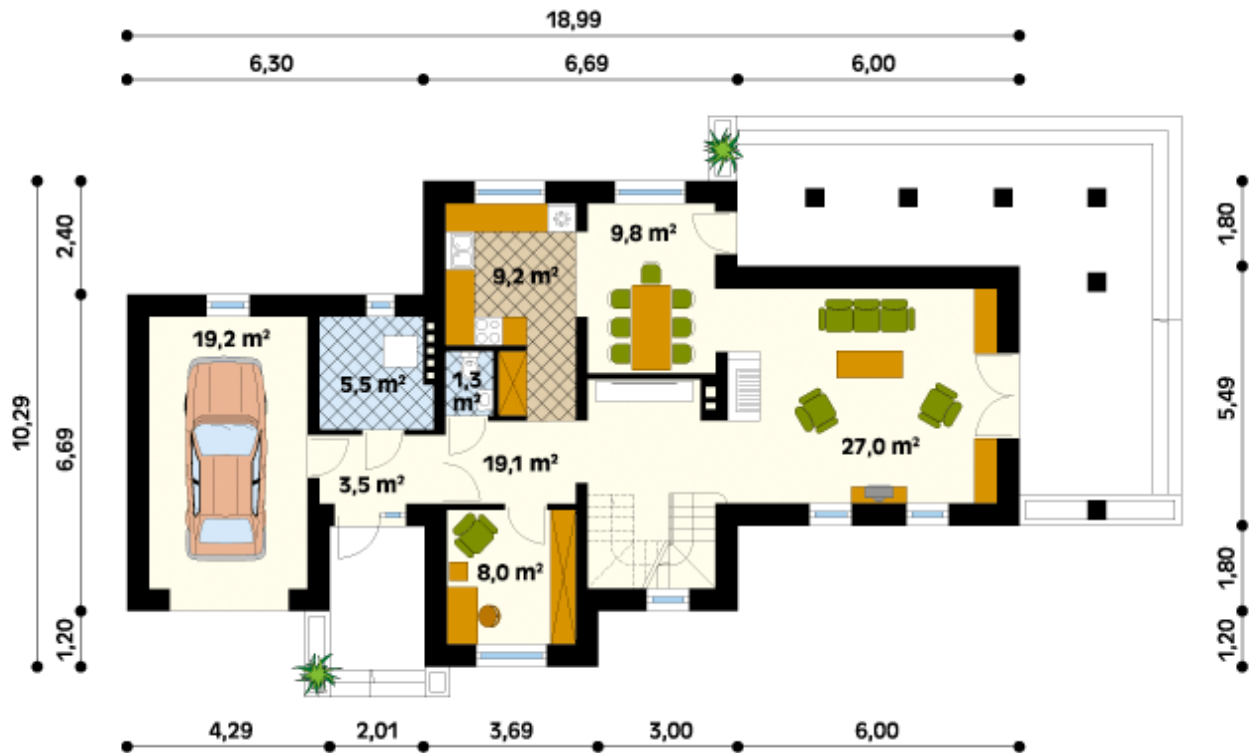 18,99
6,30 6,69 6,00
2,40
6,69
1,20
10,29
1,80
5,49
1,80
1,20
9,8 m²
9,2 m²
19,2 m²
5,5 m²
1,3
m²
27,0 m²
19,1 m²
3,5 m²
8,0 m²
4,29 2,01 3,69 3,00 6,00